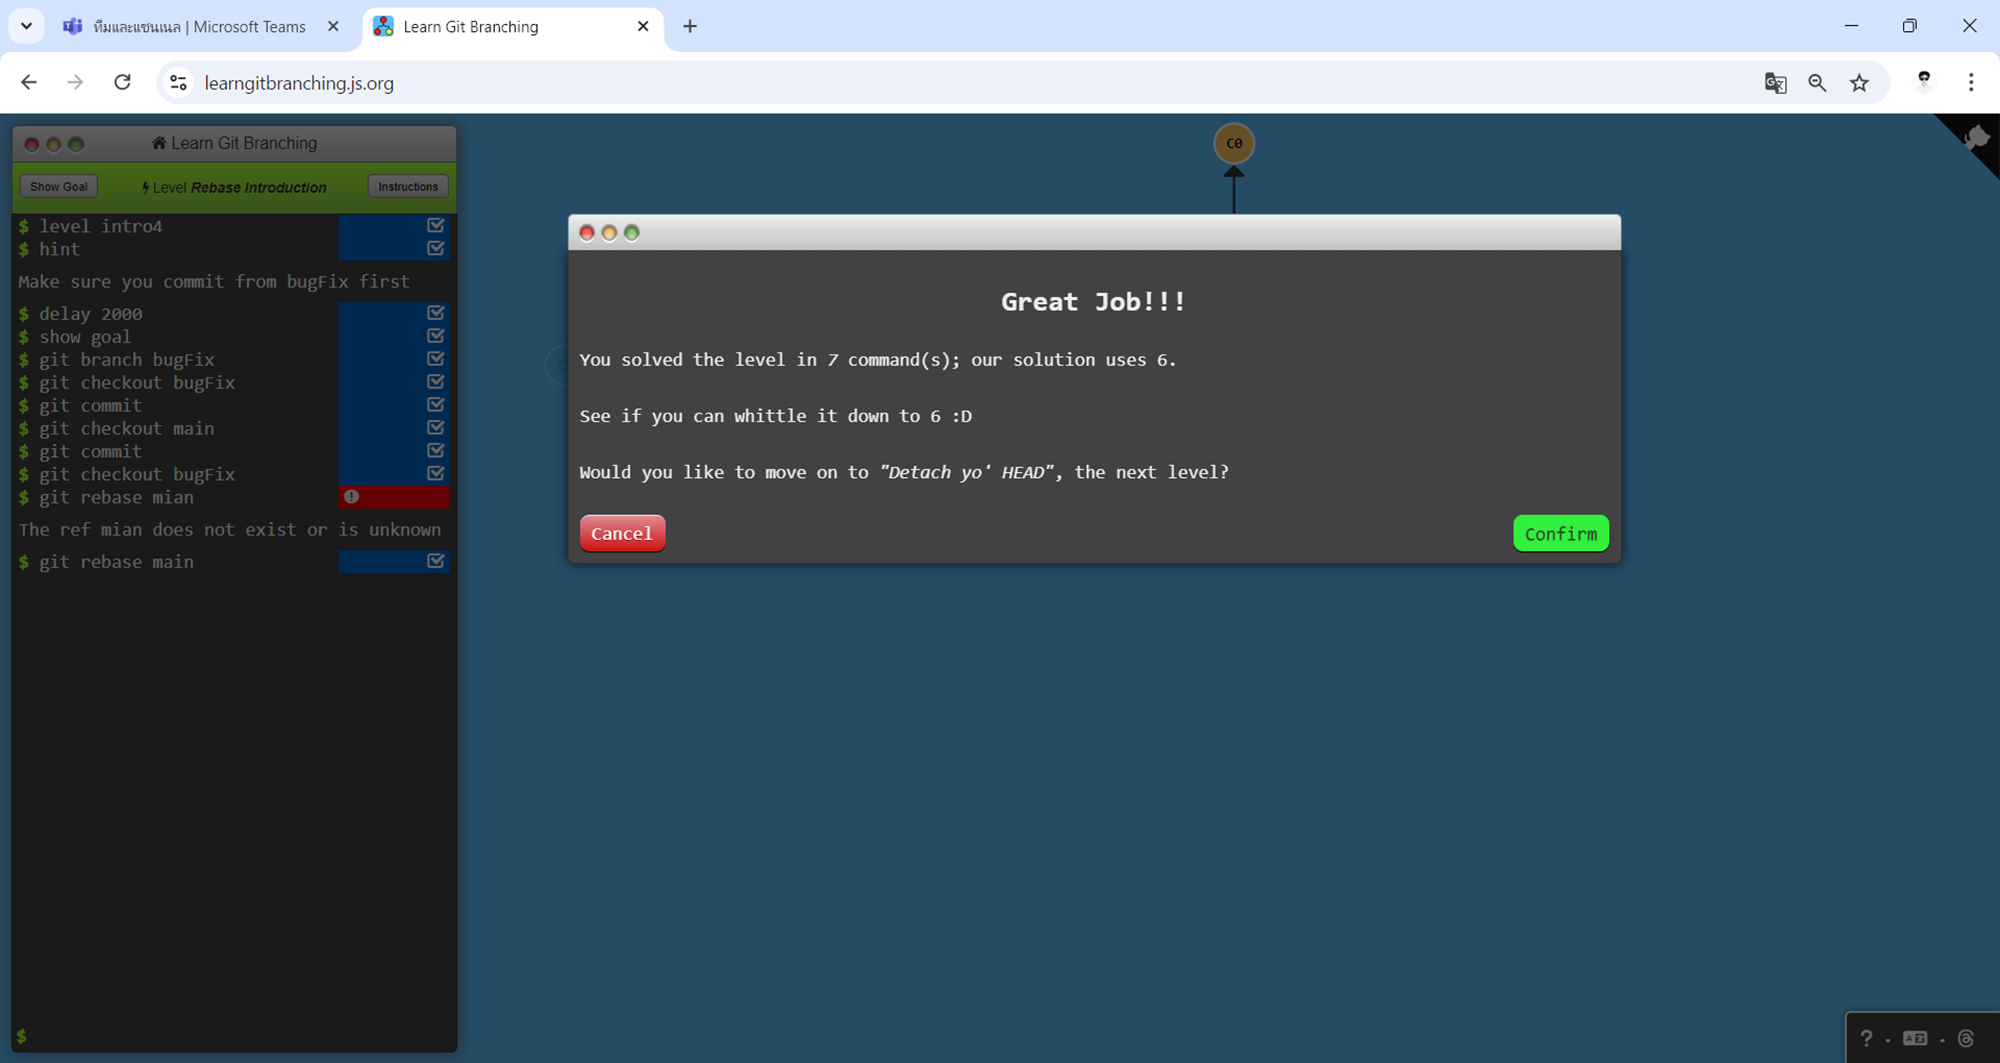 ทีมและแชนเนล | Microsoft Teams
Learn Git Branching
learngitbranching.js.org
Learn Git Branching
Show Goal
Level Rebase Introduction
Instructions
$ level intro4
$ hint
Make sure you commit from bugFix first
$ delay 2000
$ show goal
$ git branch bugFix
$ git checkout bugFix
$ git commit
$ git checkout main
$ git commit
$ git checkout bugFix
$ git rebase mian
The ref mian does not exist or is unknown
$ git rebase main
$
C0
Great Job!!!
You solved the level in 7 command(s); our solution uses 6.
See if you can whittle it down to 6 :D
Would you like to move on to "Detach yo' HEAD", the next level?
Cancel
Confirm
?